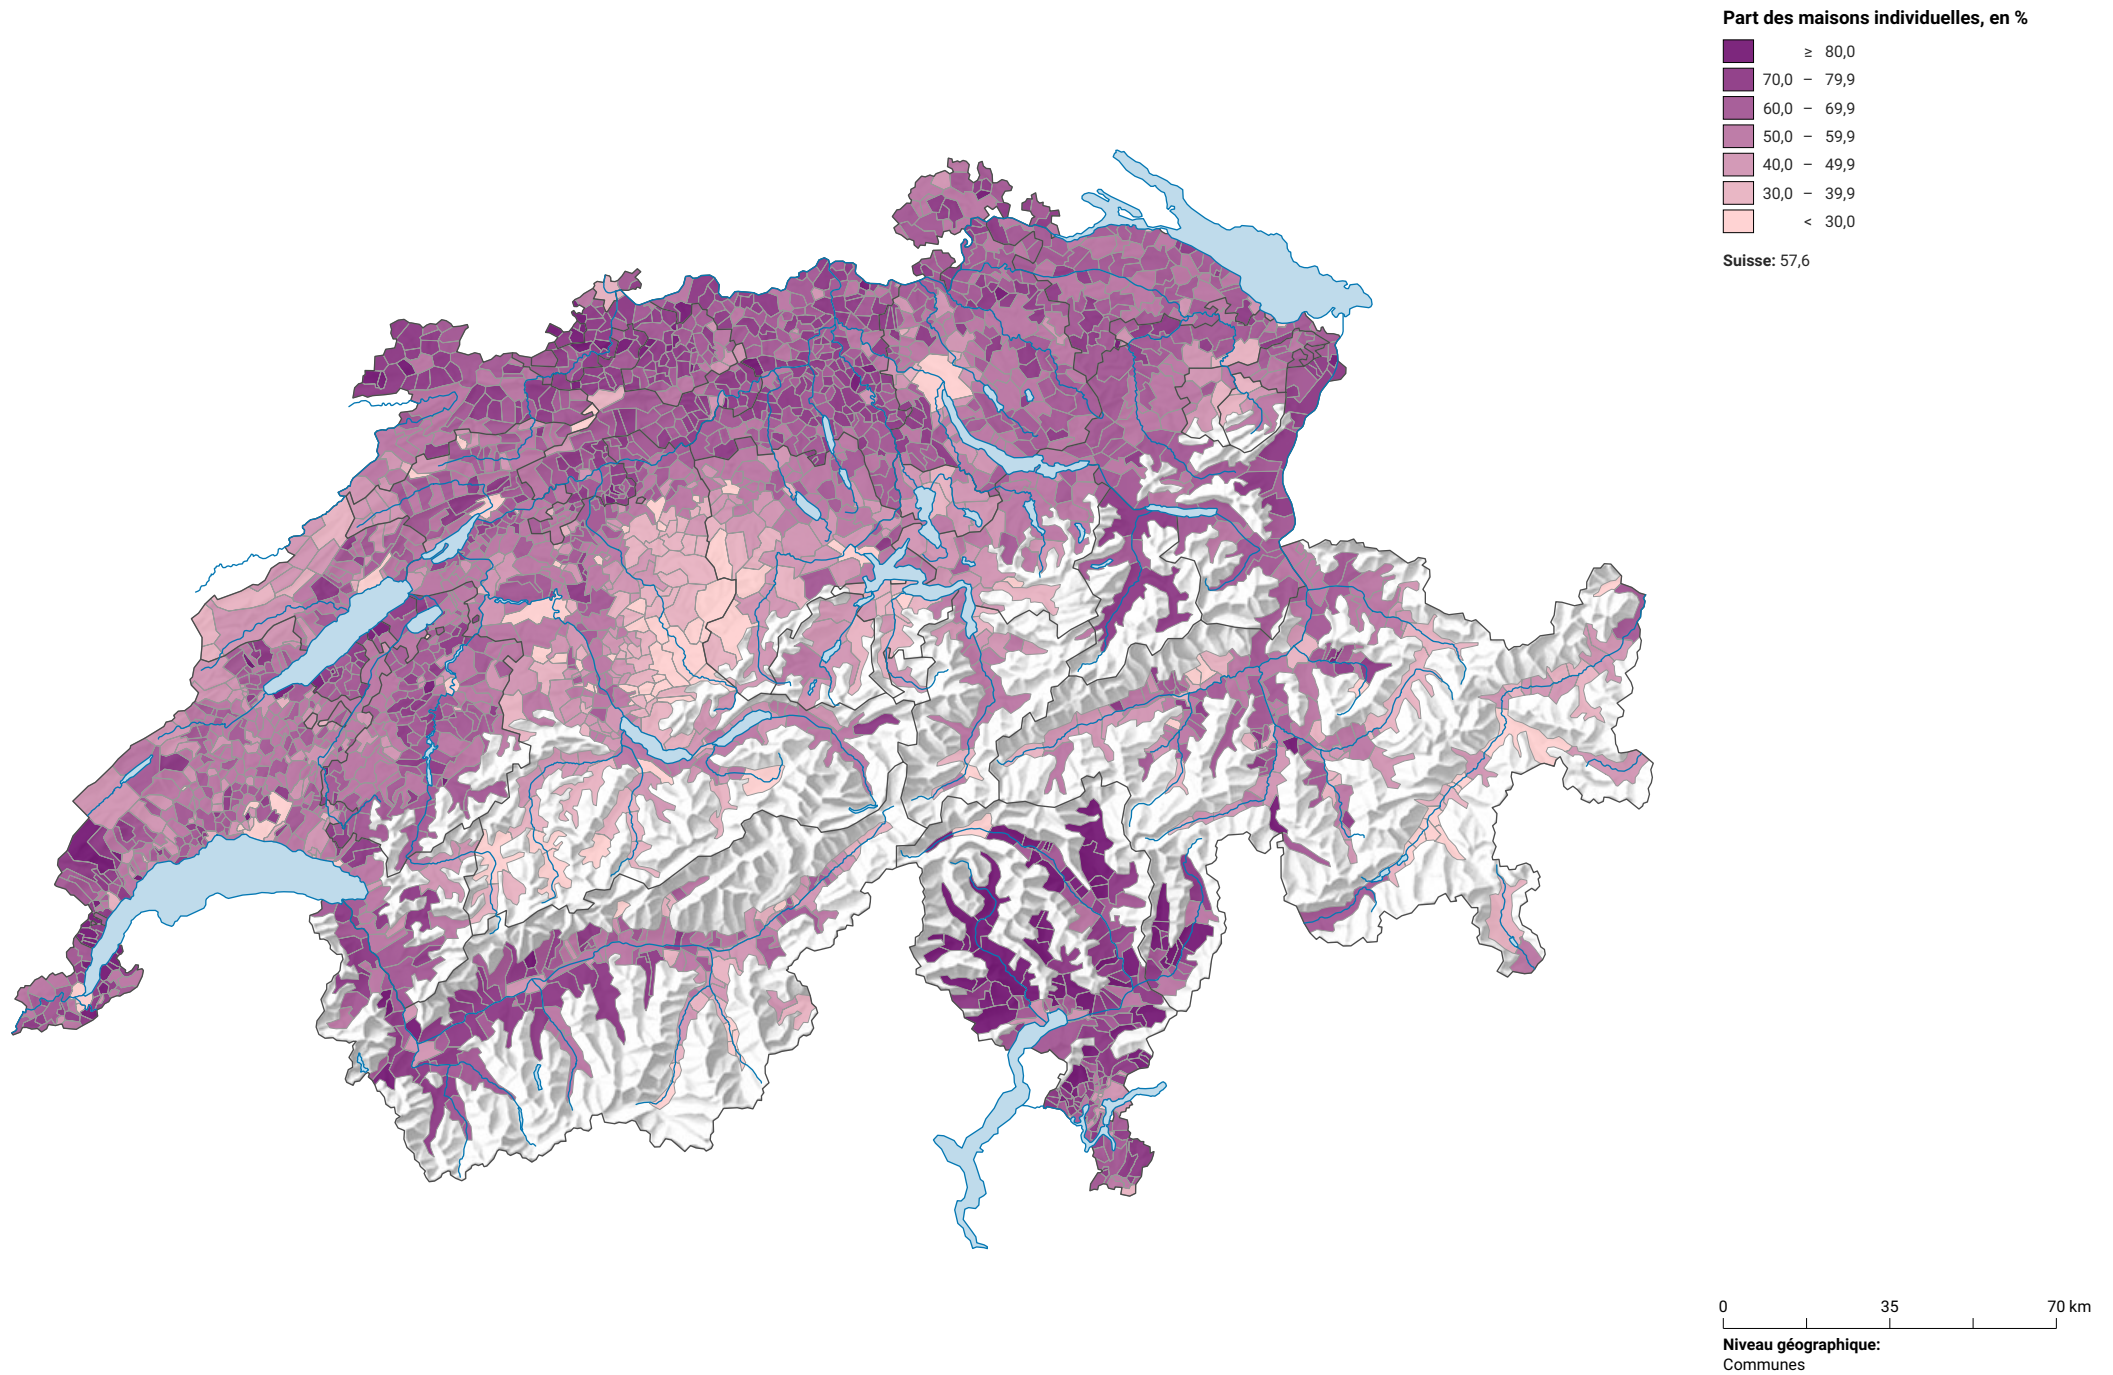 Part des maisons individuelles, en %
≥ 80,0
70,0 – 79,9
60,0 – 69,9
50,0 – 59,9
40,0 – 49,9
30,0 – 39,9
< 30,0
Suisse: 57,6
0 35 70 km
Niveau géographique:
Communes